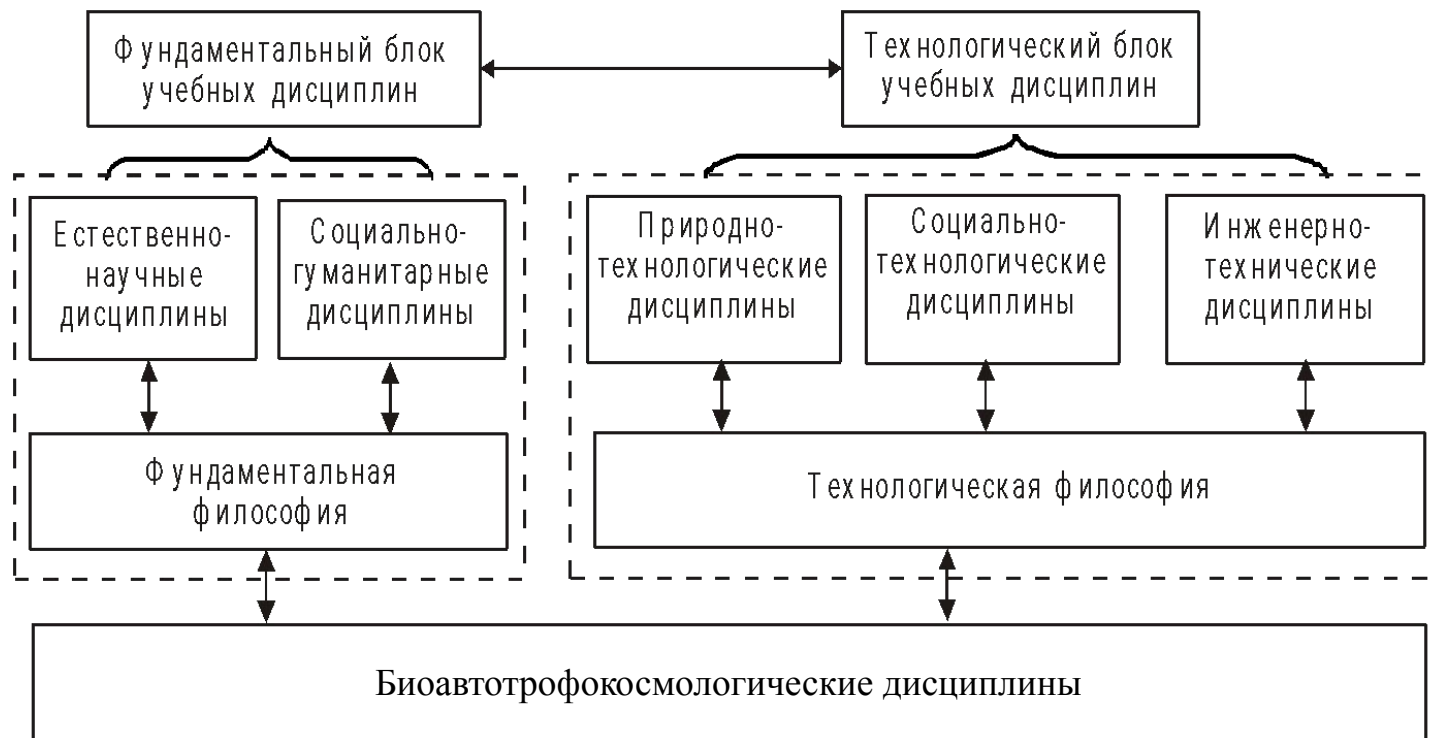 Фундаментальный блок
учебных дисциплин
Технологический блок
учебных дисциплин
Естественно-
научные
дисциплины
Социально-
гуманитарные
дисциплины
Природно-
технологические
дисциплины
Социально-
технологические
дисциплины
Инженерно-
технические
дисциплины
Фундаментальная
философия
Технологическая философия
Биоавтотрофокосмологические дисциплины